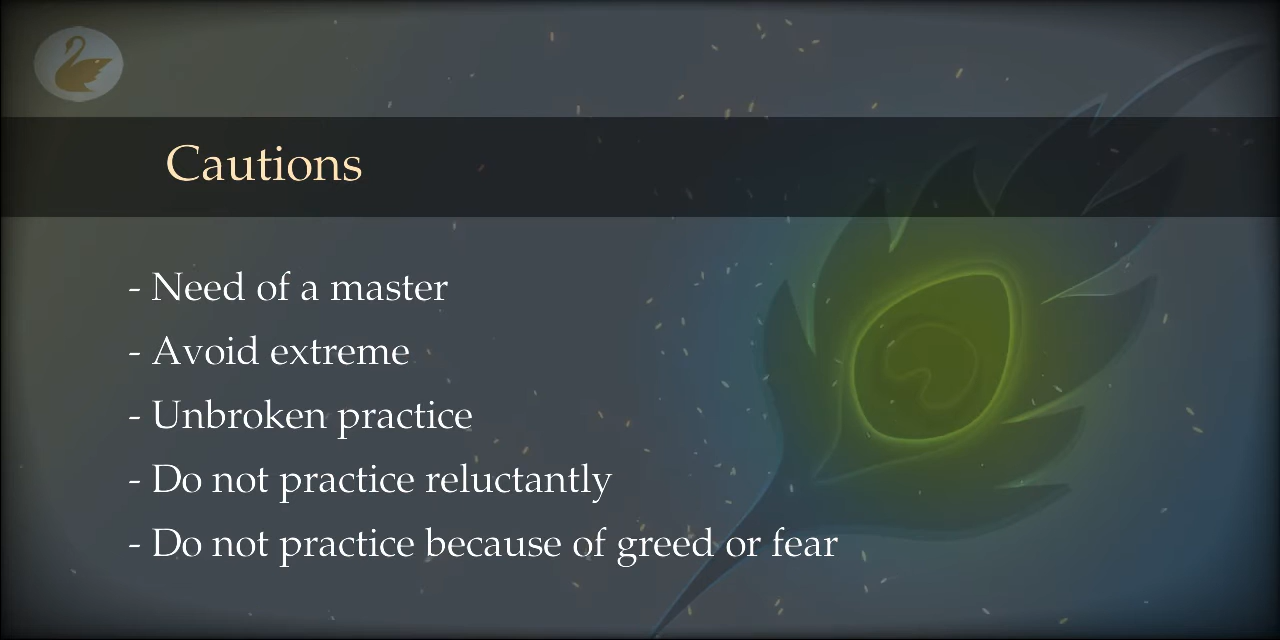 Cautions
- Need of a master
- Avoid extreme
- Unbroken practice
- Do not practice reluctantly
- Do not practice because of greed or fear